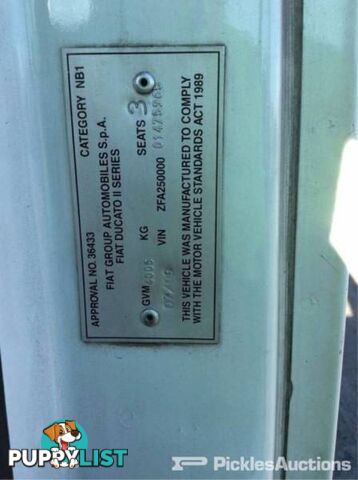 APPROVAL NO. 36433 CATEGORY NB1
FIAT GROUP AUTOMOBILES S.p.A.
FIAT DUCATO II SERIES
GVM 4005 KG SEATS 3
VIN ZFA250000
THIS VEHICLE WAS MANUFACTURED TO COMPLY
WITH THE MOTOR VEHICLE STANDARDS ACT 1989
PUPPYLIST
PicklesAuctions